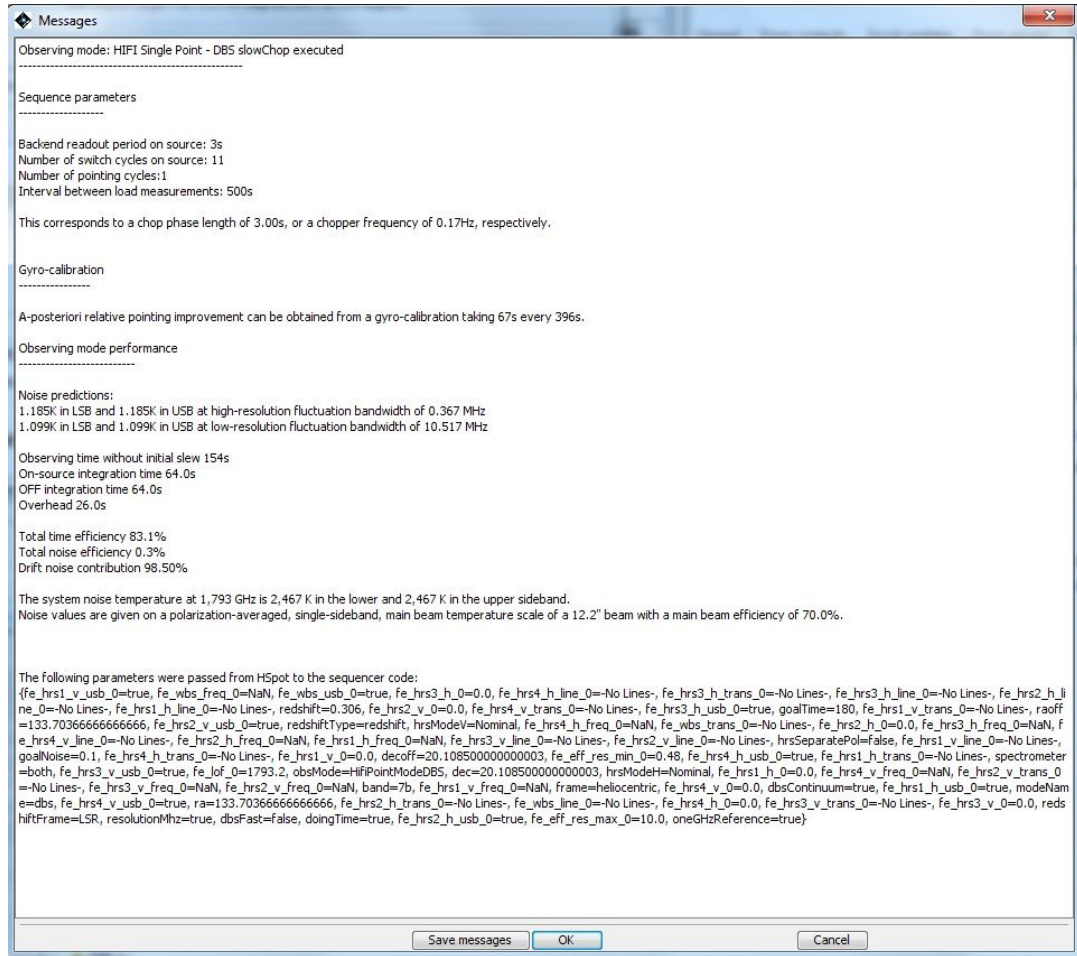 Messages
Observing mode: HIFI Single Point - DBS slowChop executed
--------------------------------------------------
Sequence parameters
-------------------
Backend readout period on source: 3s
Number of switch cycles on source: 11
Number of pointing cycles:1
Interval between load measurements: 500s
This corresponds to a chop phase length of 3.00s, or a chopper frequency of 0.17Hz, respectively.
Gyro-calibration
----------------
A-posteriori relative pointing improvement can be obtained from a gyro-calibration taking 67s every 396s.
Observing mode performance
--------------------------
Noise predictions:
1.185K in LSB and 1.185K in USB at high-resolution fluctuation bandwidth of 0.367 MHz
1.099K in LSB and 1.099K in USB at low-resolution fluctuation bandwidth of 10.517 MHz
Observing time without initial slew 154s
On-source integration time 64.0s
OFF integration time 64.0s
Overhead 26.0s
Total time efficiency 83.1%
Total noise efficiency 0.3%
Drift noise contribution 98.50%
The system noise temperature at 1,793 GHz is 2,467 K in the lower and 2,467 K in the upper sideband.
Noise values are given on a polarization-averaged, single-sideband, main beam temperature scale of a 12.2" beam with a main beam efficiency of 70.0%.
The following parameters were passed from HSpot to the sequencer code:
{fe_hrs1_v_usb_0=true, fe_wbs_freq_0=NaN, fe_wbs_usb_0=true, fe_hrs3_h_0=0.0, fe_hrs4_h_line_0=-No Lines-, fe_hrs3_h_trans_0=-No Lines-, fe_hrs3_h_line_0=-No Lines-, fe_hrs2_h_li
ne_0=-No Lines-, fe_hrs1_h_line_0=-No Lines-, redshift=0.306, fe_hrs2_v_0=0.0, fe_hrs4_v_trans_0=-No Lines-, fe_hrs3_h_usb_0=true, goalTime=180, fe_hrs1_v_trans_0=-No Lines-, raoff
=133.70366666666666, fe_hrs2_v_usb_0=true, redshiftType=redshift, hrsModeV=Nominal, fe_hrs4_h_freq_0=NaN, fe_wbs_trans_0=-No Lines-, fe_hrs2_h_0=0.0, fe_hrs3_h_freq_0=NaN, f
e_hrs4_v_line_0=-No Lines-, fe_hrs2_h_freq_0=NaN, fe_hrs1_h_freq_0=NaN, fe_hrs3_v_line_0=-No Lines-, fe_hrs2_v_line_0=-No Lines-, hrsSeparatePol=false, fe_hrs1_v_line_0=-No Lines-,
goalNoise=0.1, fe_hrs4_h_trans_0=-No Lines-, fe_hrs1_v_0=0.0, decoff=20.108500000000003, fe_eff_res_min_0=0.48, fe_hrs4_h_usb_0=true, fe_hrs1_h_trans_0=-No Lines-, spectrometer
=both, fe_hrs3_v_usb_0=true, fe_lof_0=1793.2, obsMode=HifiPointModeDBS, dec=20.108500000000003, hrsModeH=Nominal, fe_hrs1_h_0=0.0, fe_hrs4_v_freq_0=NaN, fe_hrs2_v_trans_0
=-No Lines-, fe_hrs3_v_freq_0=NaN, fe_hrs2_v_freq_0=NaN, band=7b, fe_hrs1_v_freq_0=NaN, frame=heliocentric, fe_hrs4_v_0=0.0, dbsContinuum=true, fe_hrs1_h_usb_0=true, modeNam
e=dbs, fe_hrs4_v_usb_0=true, ra=133.70366666666666, fe_hrs2_h_trans_0=-No Lines-, fe_wbs_line_0=-No Lines-, fe_hrs4_h_0=0.0, fe_hrs3_v_trans_0=-No Lines-, fe_hrs3_v_0=0.0, reds
hiftFrame=LSR, resolutionMhz=true, dbsFast=false, doingTime=true, fe_hrs2_h_usb_0=true, fe_eff_res_max_0=10.0, oneGHzReference=true}
Save messages OK Cancel